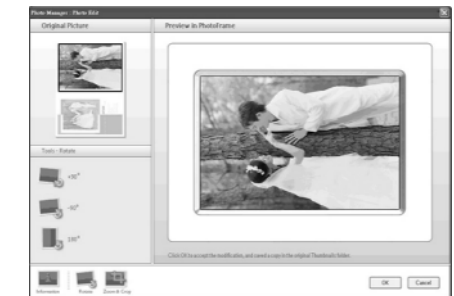 Photo Manager - Photo Edit
Original Picture
Preview in PhotoFrame
Tools - Rotate
+90°
-90°
180°
Click OK to accept the modification, and saved a copy in the original Thumbnails folder.
Information
Rotate
Zoom & Crop
OK
Cancel